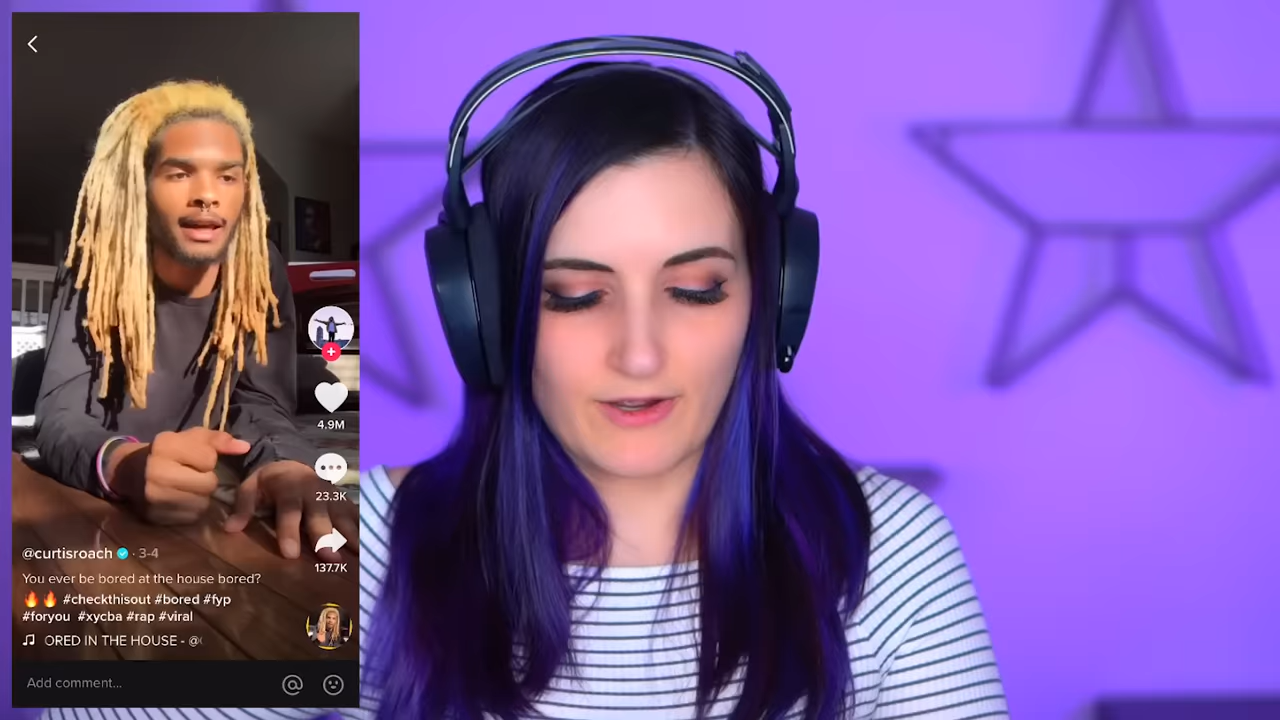 4.9M
23.3K
137.7K
@curtisroach · 3-4
You ever be bored at the house bored?
🔥🔥 #checkthisout #bored #fyp
#foryou #xycba #rap #viral
ORED IN THE HOUSE - @
Add comment...